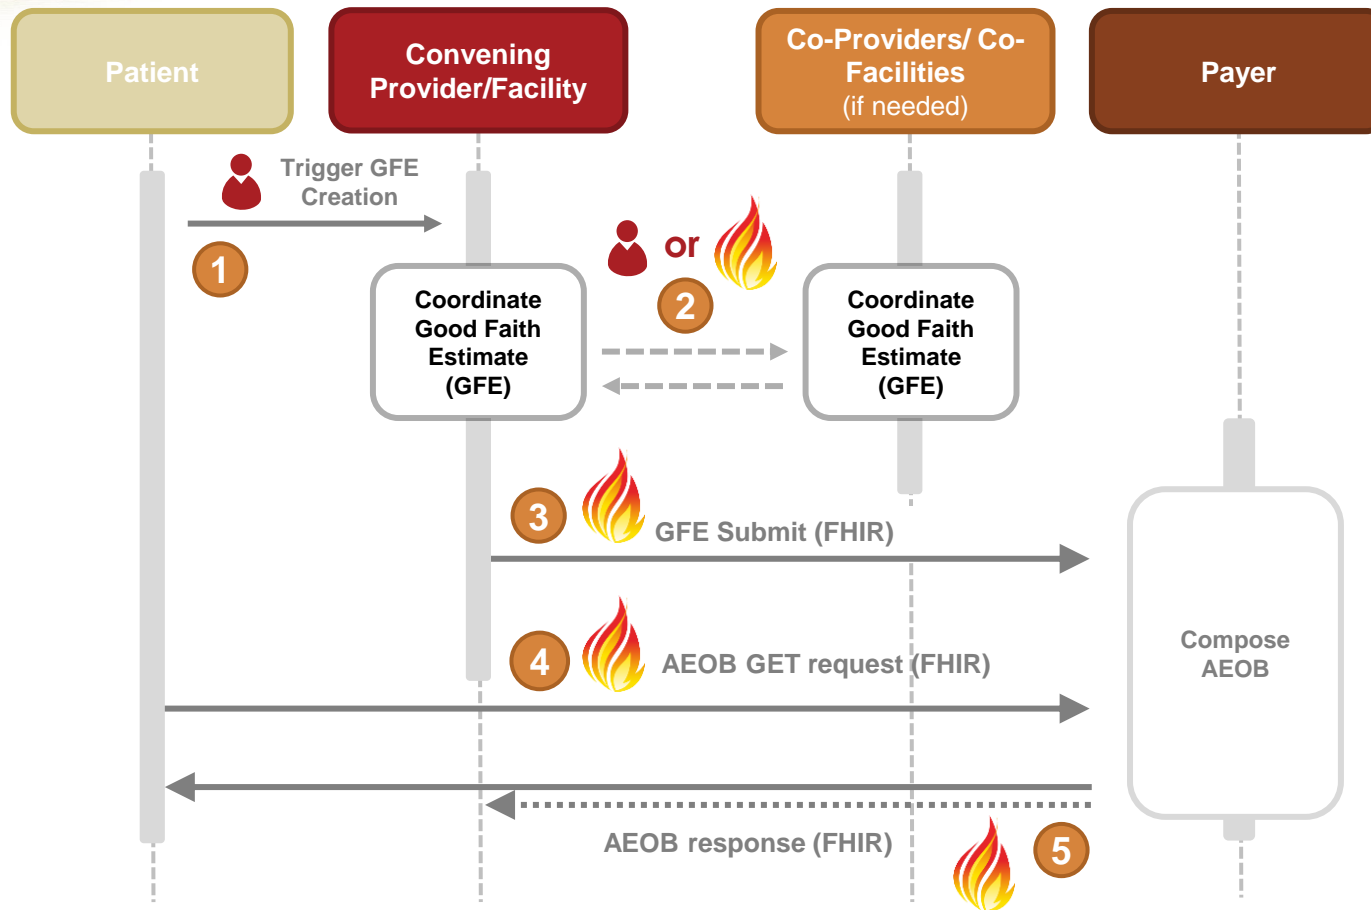 Patient
Convening
Provider/Facility
Co-Providers/ Co-
Facilities
(if needed)
Payer
Trigger GFE
Creation
1
or
2
Coordinate
Good Faith
Estimate
(GFE)
Coordinate
Good Faith
Estimate
(GFE)
3
GFE Submit (FHIR)
4
AEOB GET request (FHIR)
Compose
AEOB
AEOB response (FHIR)
5